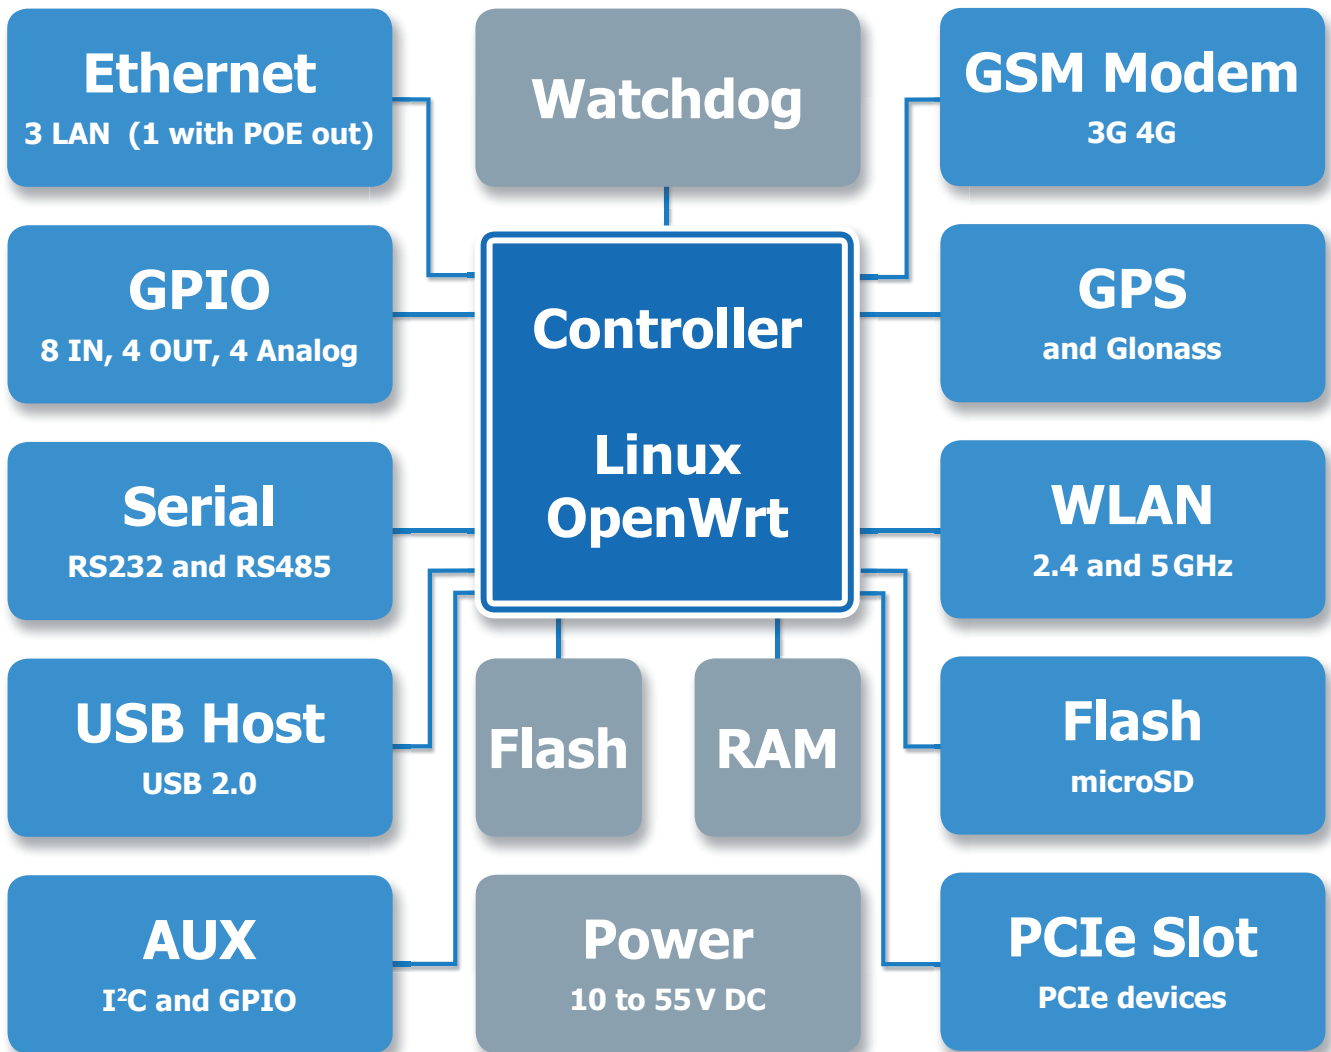 Ethernet
3 LAN  (1 with POE out)
Watchdog
GSM Modem
3G 4G
GPIO
8 IN, 4 OUT, 4 Analog
Controller
Linux
OpenWrt
GPS
and Glonass
Serial
RS232 and RS485
WLAN
2.4 and 5 GHz
USB Host
USB 2.0
Flash
RAM
Flash
microSD
AUX
I²C and GPIO
Power
10 to 55 V DC
PCIe Slot
PCIe devices